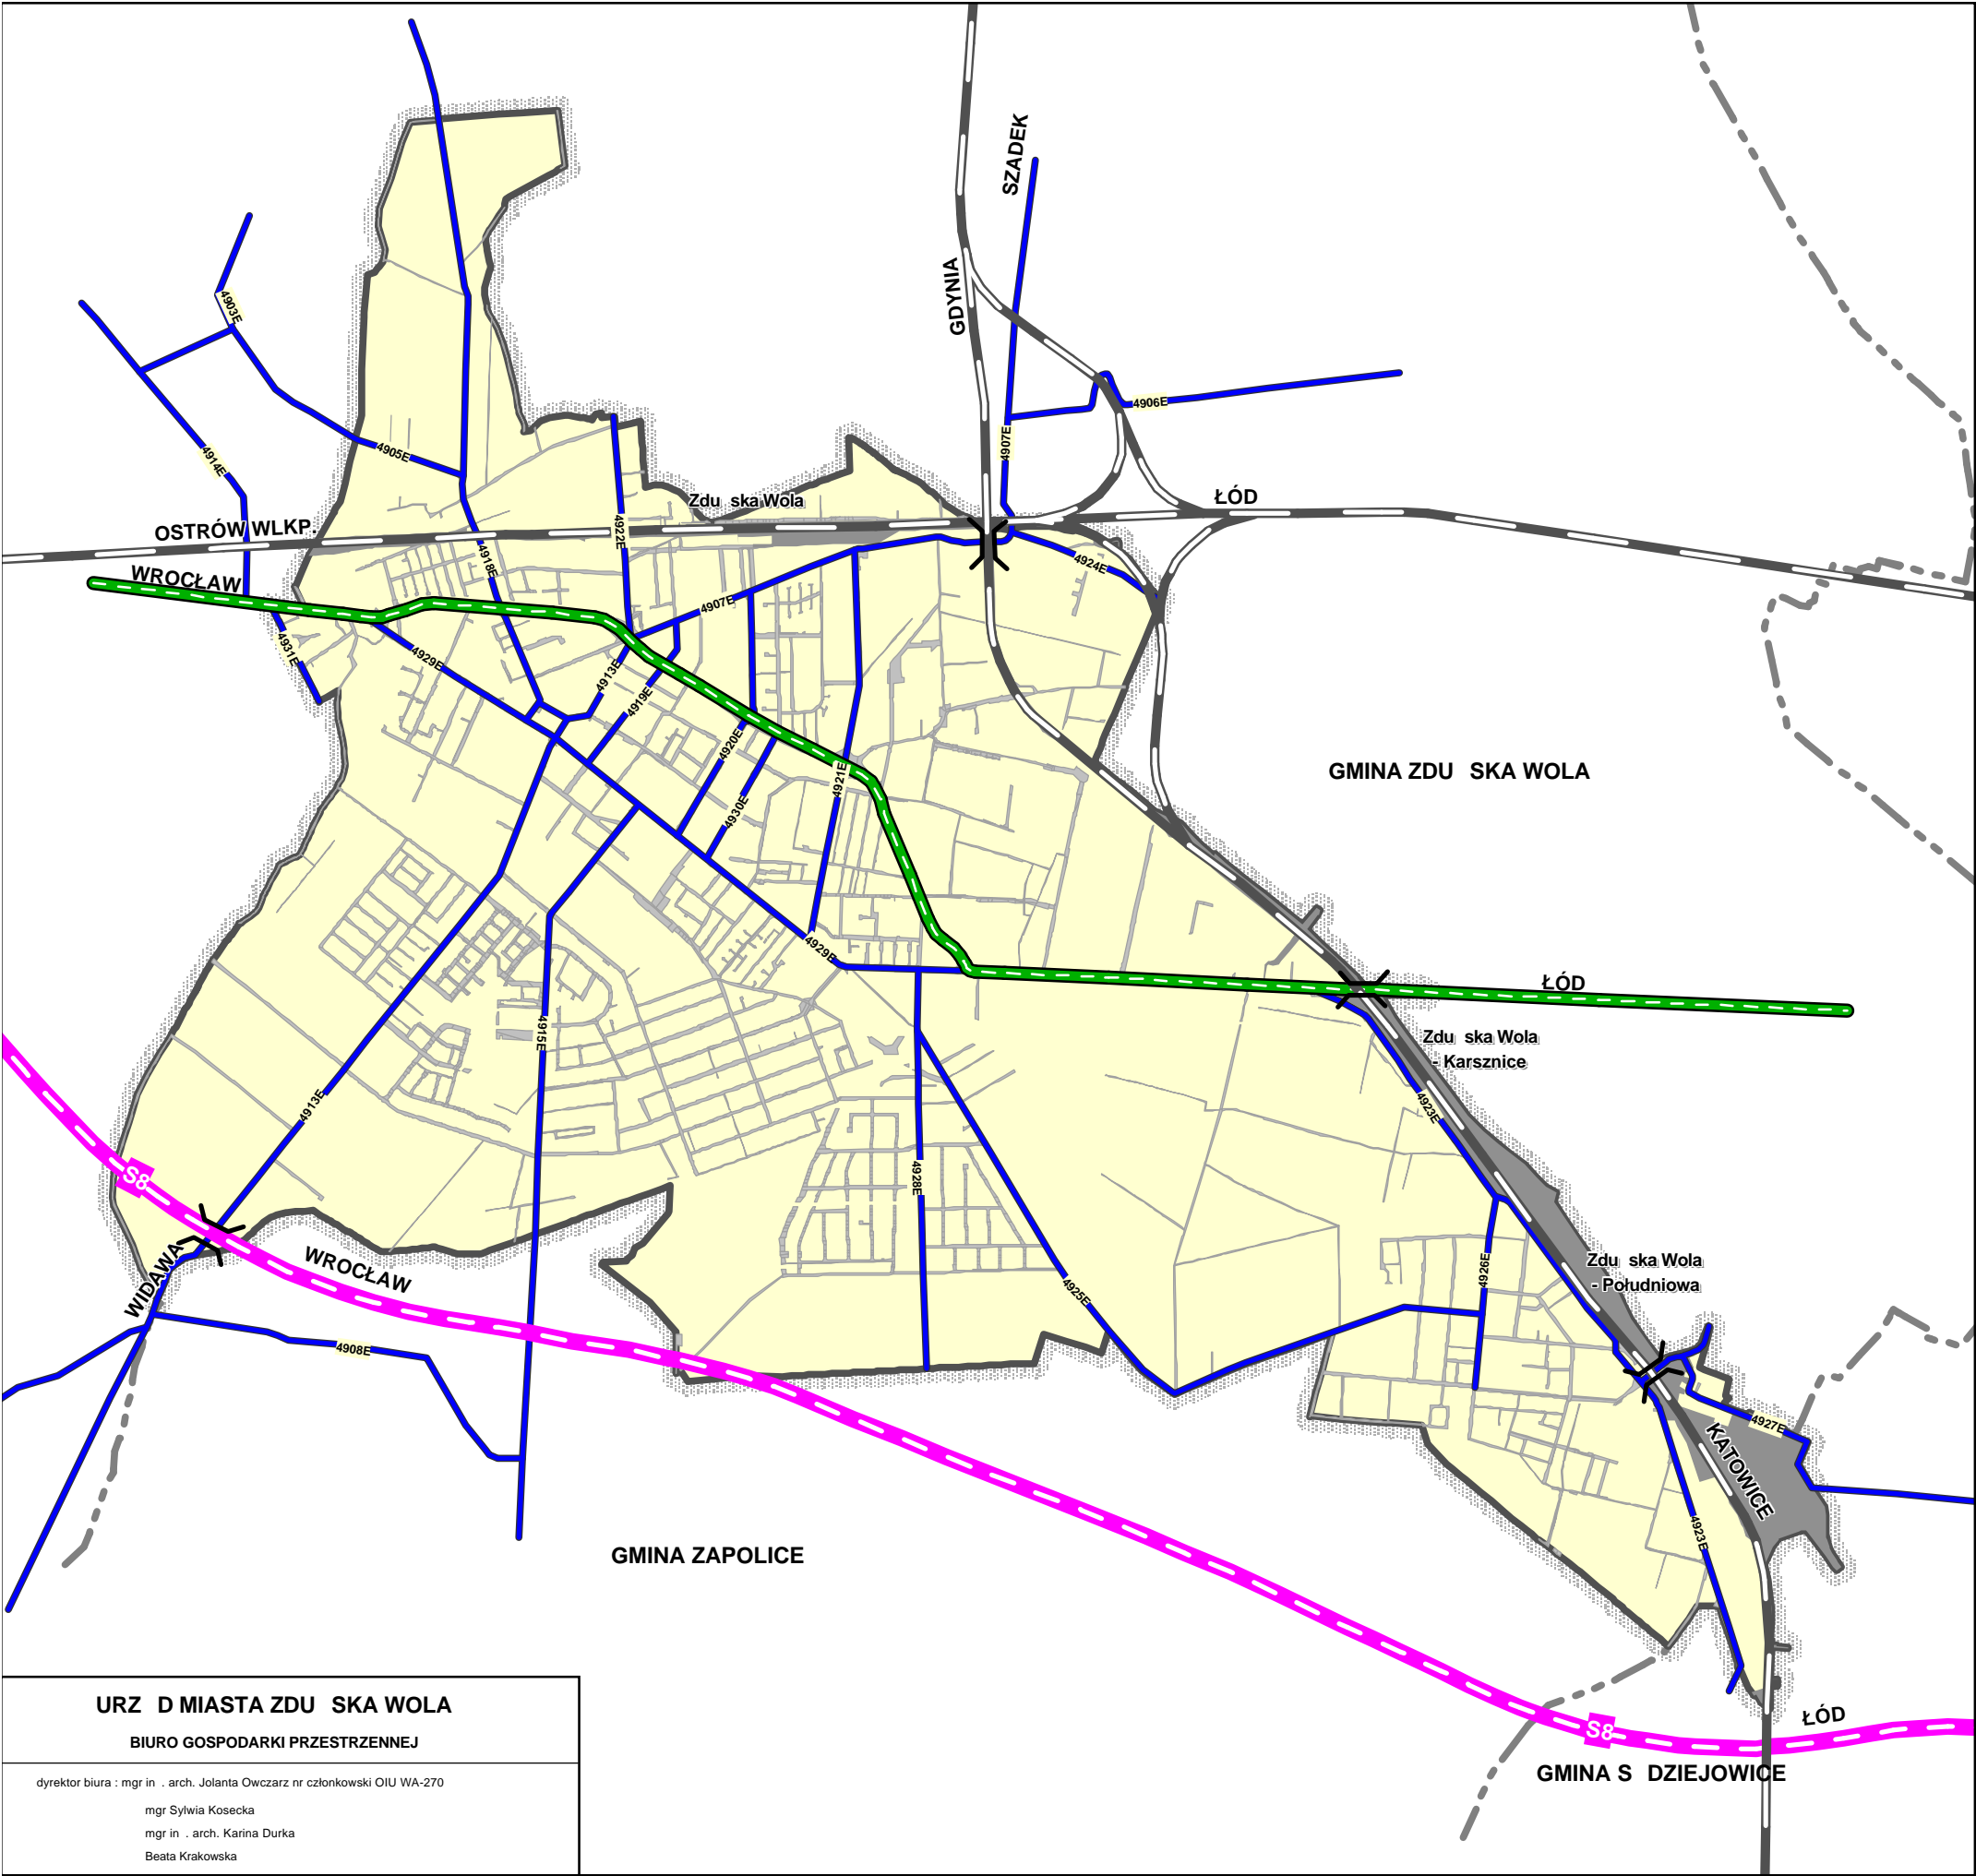 SZADEK
GDYNIA
4903E
4906E
4907E
4905E
4914E
Zdu ska Wola
ŁÓD
OSTRÓW WLKP.
4922E
4918E
4924E
WROCŁAW
4907E
4931E
4929E
4913E
4919E
4920E
4921E
4930E
GMINA ZDU SKA WOLA
4929E
ŁÓD
4915E
Zdu ska Wola
- Karsznice
4913E
4923E
S8
4928E
WIDAWA
WROCŁAW
4926E
4925E
Zdu ska Wola
- Południowa
4908E
4927E
KATOWICE
4923E
GMINA ZAPOLICE
S8
ŁÓD
GMINA S DZIEJOWICE
URZ D MIASTA ZDU SKA WOLA
BIURO GOSPODARKI PRZESTRZENNEJ
dyrektor biura : mgr in . arch. Jolanta Owczarz nr członkowski OIU WA-270
mgr Sylwia Kosecka
mgr in . arch. Karina Durka
Beata Krakowska